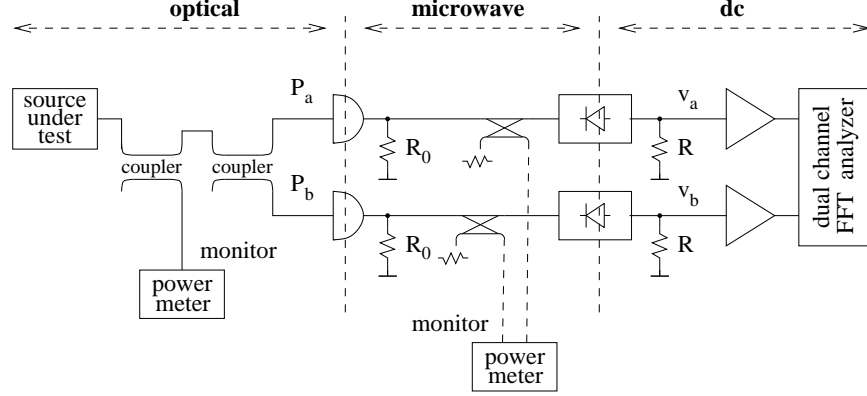 optical
microwave
dc
source
under
test
coupler
coupler
P_a
P_b
R_0
R_0
v_a
v_b
R
R
dual channel
FFT analyzer
monitor
power
meter
monitor
power
meter